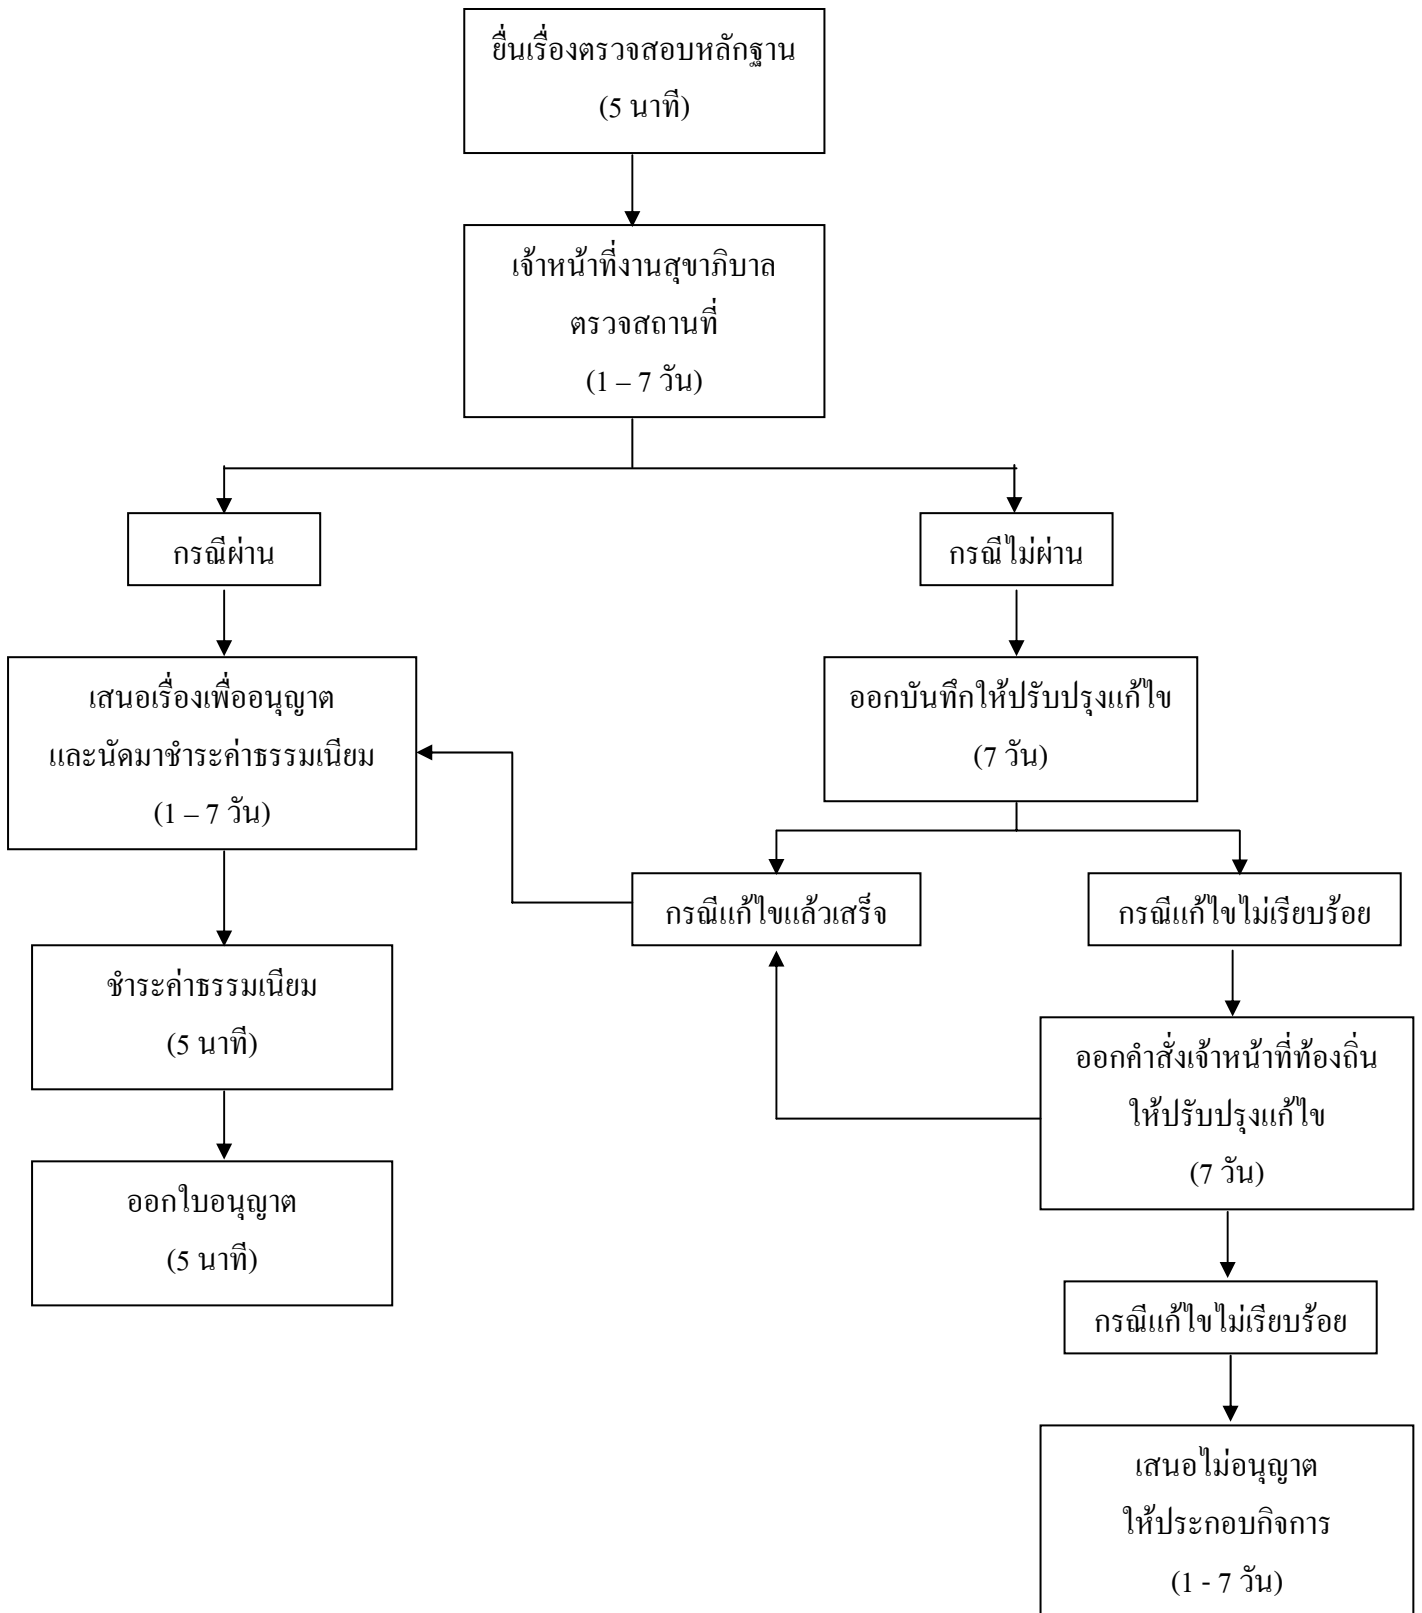 ยื่นเรื่องตรวจสอบหลักฐาน
(5 นาที)
เจ้าหน้าที่งานสุขาภิบาล
ตรวจสถานที่
(1 – 7 วัน)
กรณีผ่าน
กรณีไม่ผ่าน
เสนอเรื่องเพื่ออนุญาต
และนัดมาชำระค่าธรรมเนียม
(1 – 7 วัน)
ออกบันทึกให้ปรับปรุงแก้ไข
(7 วัน)
กรณีแก้ไขแล้วเสร็จ
กรณีแก้ไขไม่เรียบร้อย
ชำระค่าธรรมเนียม
(5 นาที)
ออกคำสั่งเจ้าหน้าที่ท้องถิ่น
ให้ปรับปรุงแก้ไข
(7 วัน)
ออกใบอนุญาต
(5 นาที)
กรณีแก้ไขไม่เรียบร้อย
เสนอไม่อนุญาต
ให้ประกอบกิจการ
(1 - 7 วัน)